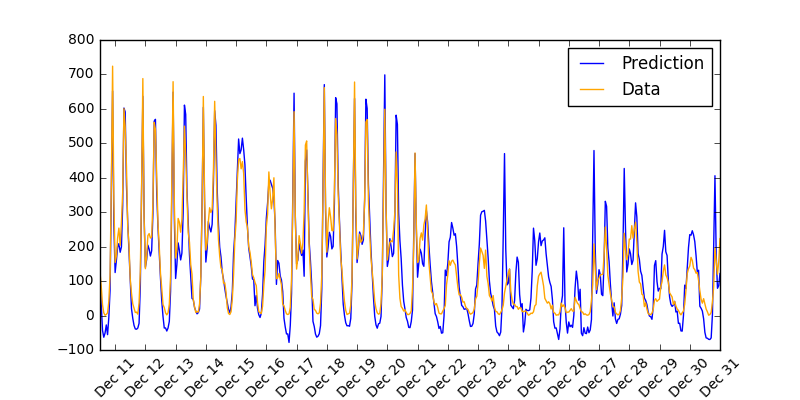 800
700
600
500
400
300
200
100
0
−100
Prediction
Data
Dec 11
Dec 12
Dec 13
Dec 14
Dec 15
Dec 16
Dec 17
Dec 18
Dec 19
Dec 20
Dec 21
Dec 22
Dec 23
Dec 24
Dec 25
Dec 26
Dec 27
Dec 28
Dec 29
Dec 30
Dec 31